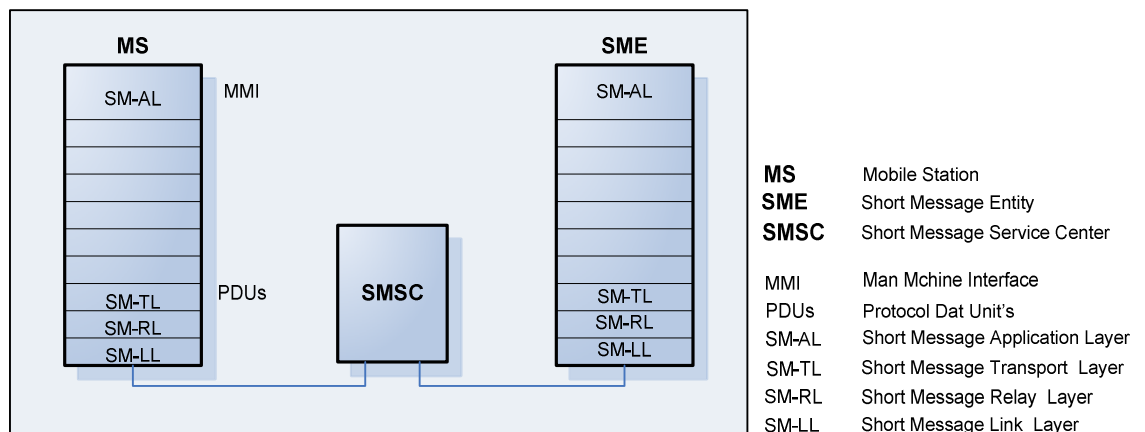 MS
SME
SM-AL
MMI
SM-AL
SM-TL
PDUs
SM-RL
SM-LL
SMSC
SM-TL
SM-RL
SM-LL
MS Mobile Station
SME Short Message Entity
SMSC Short Message Service Center
MMI Man Mchine Interface
PDUs Protocol Dat Unit's
SM-AL Short Message Application Layer
SM-TL Short Message Transport Layer
SM-RL Short Message Relay Layer
SM-LL Short Message Link Layer